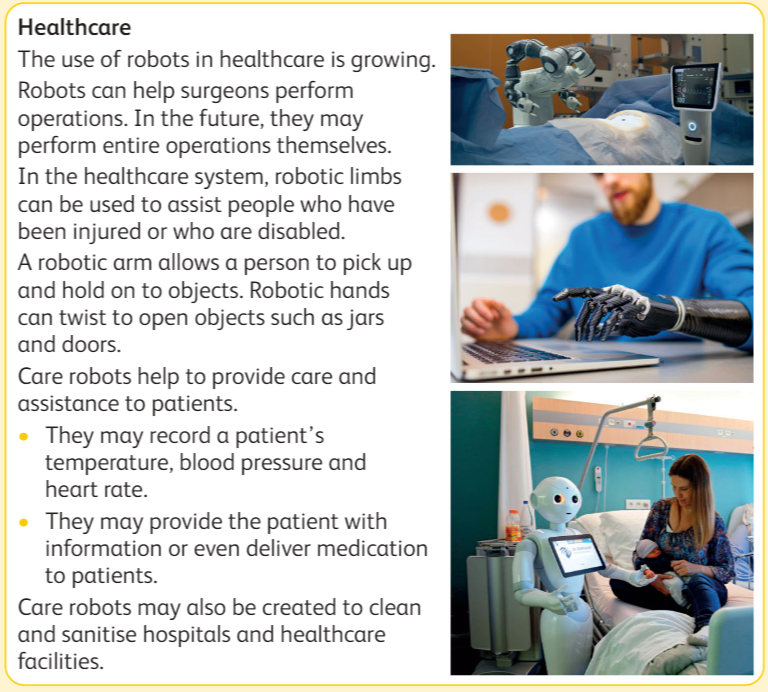 Healthcare
The use of robots in healthcare is growing.
Robots can help surgeons perform
operations. In the future, they may
perform entire operations themselves.
In the healthcare system, robotic limbs
can be used to assist people who have
been injured or who are disabled.
A robotic arm allows a person to pick up
and hold on to objects. Robotic hands
can twist to open objects such as jars
and doors.
Care robots help to provide care and
assistance to patients.
• They may record a patient’s
temperature, blood pressure and
heart rate.
• They may provide the patient with
information or even deliver medication
to patients.
Care robots may also be created to clean
and sanitise hospitals and healthcare
facilities.